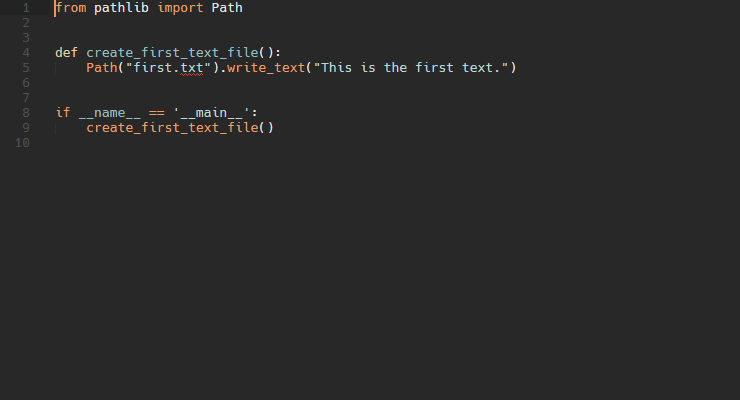 1 from pathlib import Path
2
3
4 def create_first_text_file():
5     Path("first.txt").write_text("This is the first text.")
6
7
8 if __name__ == '__main__':
9     create_first_text_file()
10